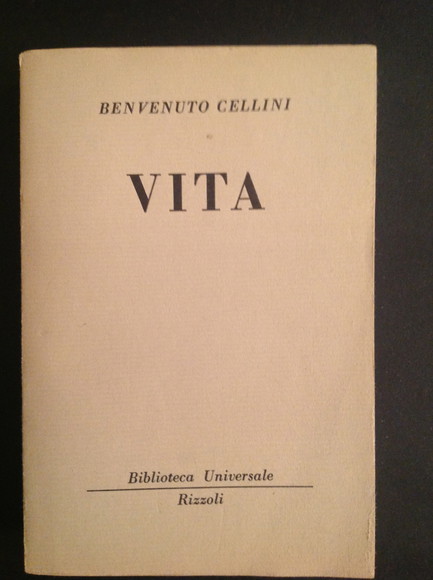 BENVENUTO CELLINI
VITA
Biblioteca Universale
Rizzoli